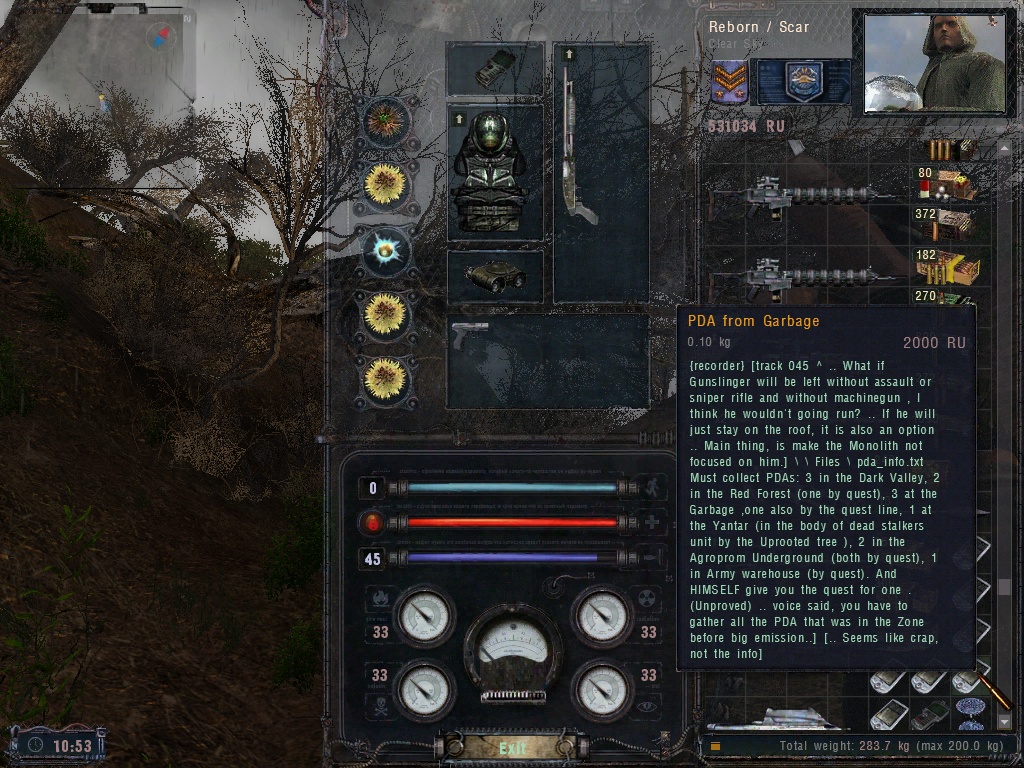 N
Reborn / Scar
Clear Sky
531034 RU
80
372
182
270
PDA from Garbage
0.10 kg
2000 RU
{recorder} [track 045 ^ .. What if
Gunslinger will be left without assault or
sniper rifle and without machinegun , I
think he wouldn't going run? .. If he will
just stay on the roof, it is also an option
.. Main thing, is make the Monolith not
focused on him.] \ \ Files \ pda_info.txt
Must collect PDAs: 3 in the Dark Valley, 2
in the Red Forest (one by quest), 3 at the
Garbage ,one also by the quest line, 1 at
the Yantar (in the body of dead stalkers
unit by the Uprooted tree ), 2 in the
Agroprom Underground (both by quest), 1
in Army warehouse (by quest). And
HIMSELF give you the quest for one .
(Unproved) .. voice said, you have to
gather all the PDA that was in the Zone
before big emission..] [.. Seems like crap,
not the info]
0
45
33
33
33
33
Exit
10:53
Total weight: 283.7 kg (max 200.0 kg)